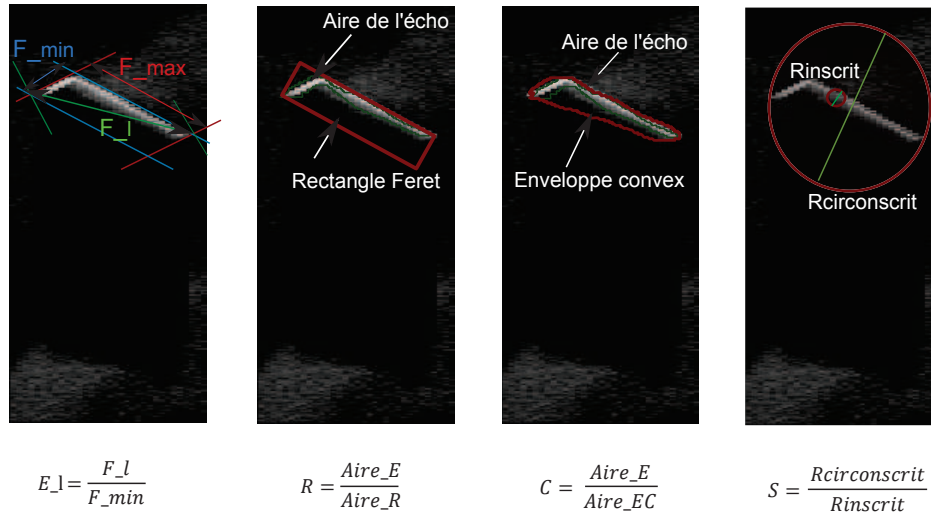 F_min
F_max
F_l
Aire de l'écho
Rectangle Feret
Aire de l'écho
Enveloppe convex
Rinscrit
Rcirconscrit
E_l = F_l / F_min
R = Aire_E / Aire_R
C = Aire_E / Aire_EC
S = Rcirconscrit / Rinscrit